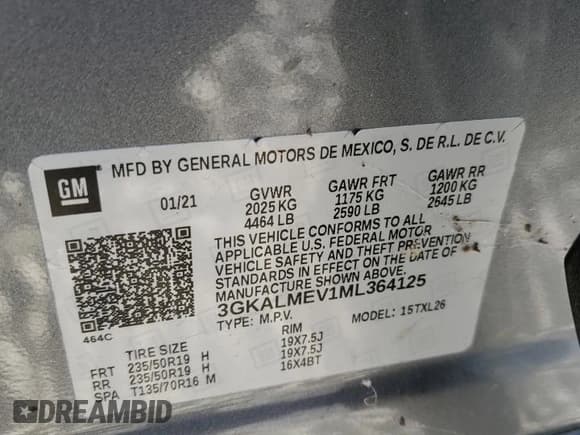 GM
MFD BY GENERAL MOTORS DE MEXICO, S. DE R.L. DE C.V.
01/21 GVWR GAWR FRT GAWR RR
2025 KG 1175 KG 1200 KG
4464 LB 2590 LB 2645 LB
THIS VEHICLE CONFORMS TO ALL
APPLICABLE U.S. FEDERAL MOTOR
VEHICLE SAFETY AND THEFT PREVENTION
STANDARDS IN EFFECT ON THE DATE OF
MANUFACTURE SHOWN ABOVE.
3GKALMEV1ML364125
TYPE: M.P.V. MODEL: 15TXL26
464C
TIRE SIZE RIM
FRT 235/50R19 H 19X7.5J
RR 235/50R19 H 19X7.5J
SPA T135/70R16 M 16X4BT
DREAMBID